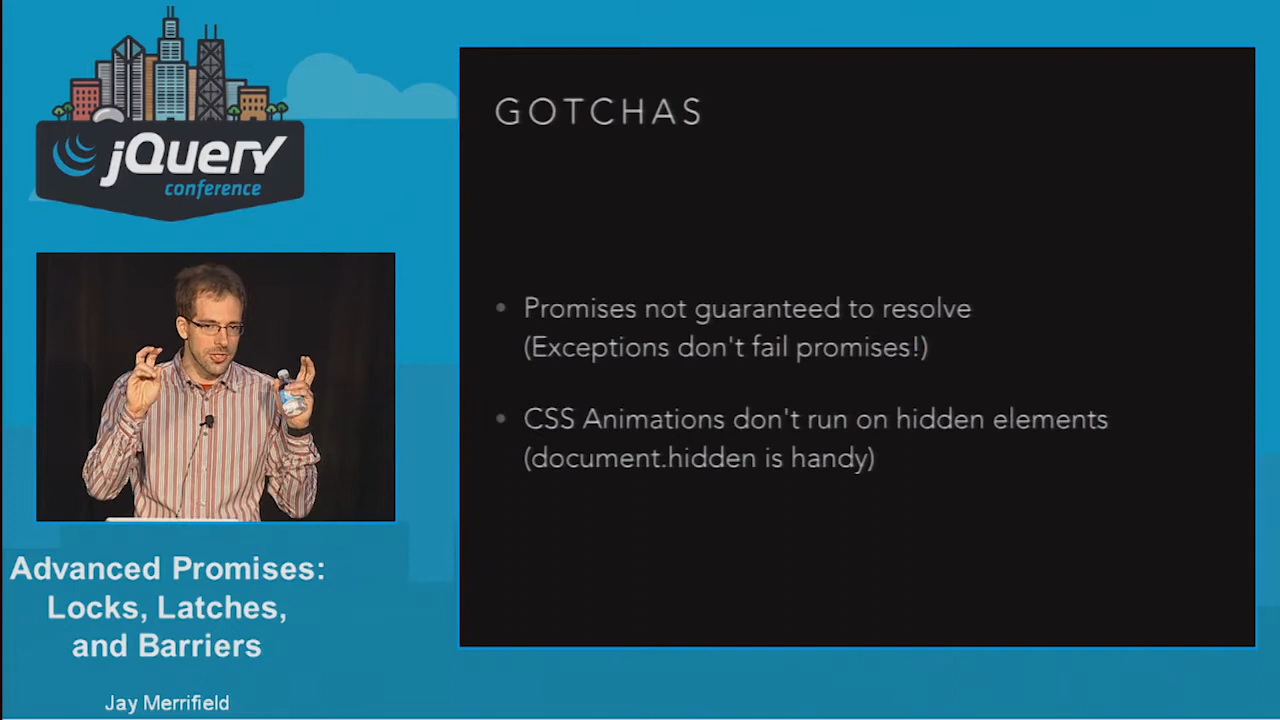 jQuery
conference
GOTCHAS
• Promises not guaranteed to resolve
(Exceptions don't fail promises!)
• CSS Animations don't run on hidden elements
(document.hidden is handy)
Advanced Promises:
Locks, Latches,
and Barriers
Jay Merrifield